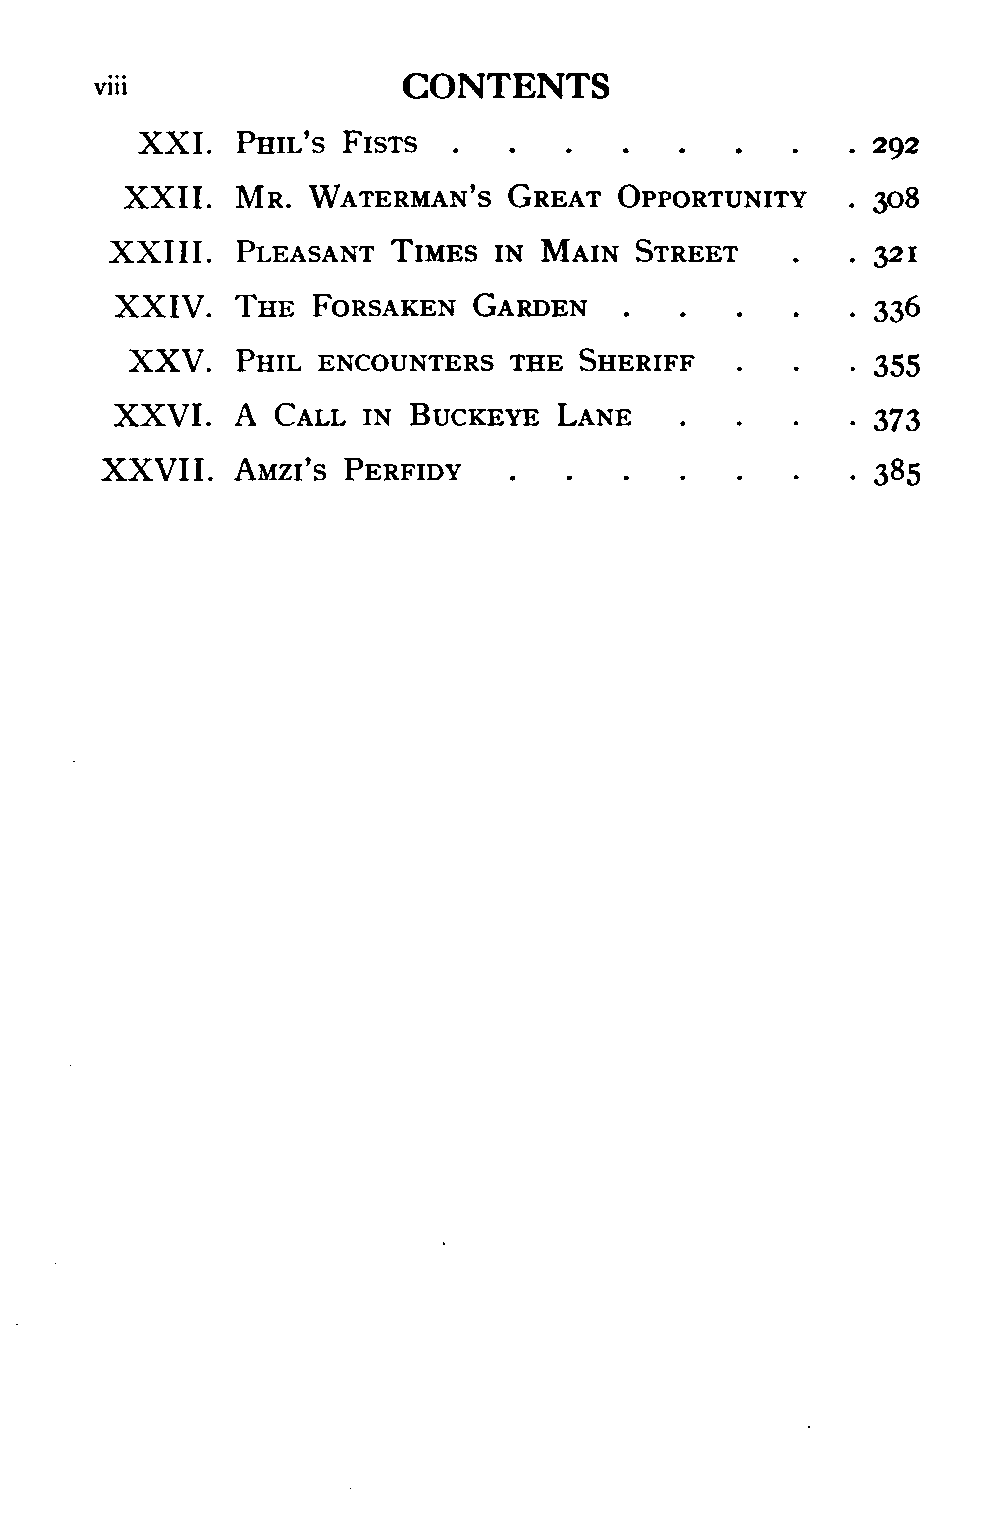 viii CONTENTS
XXI. Phil's Fists . . . . . . . . 292
XXII. Mr. Waterman's Great Opportunity . 308
XXIII. Pleasant Times in Main Street . . 321
XXIV. The Forsaken Garden . . . . . 336
XXV. Phil encounters the Sheriff . . . 355
XXVI. A Call in Buckeye Lane . . . . 373
XXVII. Amzi's Perfidy . . . . . . . 385